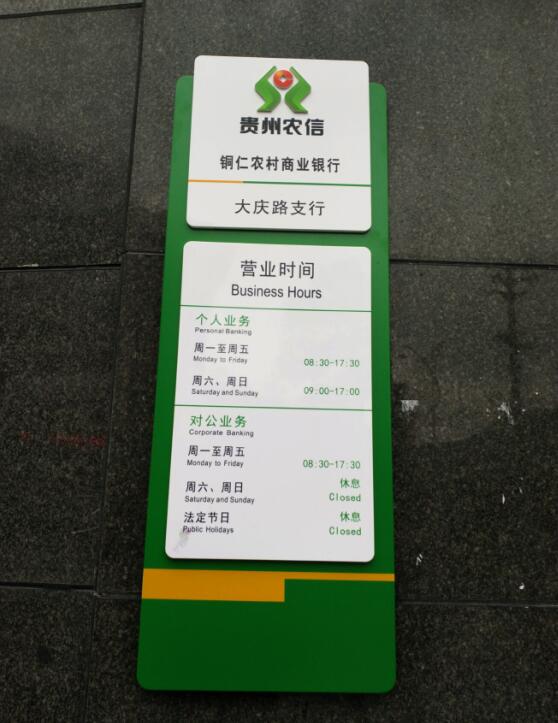 贵州农信
铜仁农村商业银行
大庆路支行
营业时间
Business Hours
个人业务
Personal Banking
周一至周五
Monday to Friday 08:30-17:30
周六、周日
Saturday and Sunday 09:00-17:00
对公业务
Corporate Banking
周一至周五
Monday to Friday 08:30-17:30
周六、周日 休息
Saturday and Sunday Closed
法定节日 休息
Public Holidays Closed